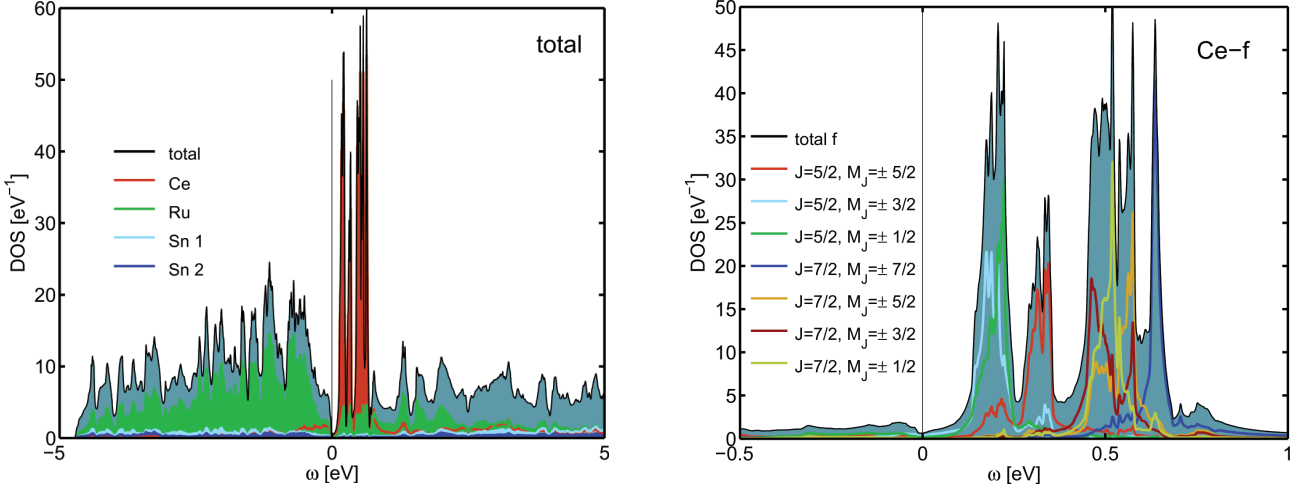 60
50
40
30
20
10
0
−5
0
5
DOS [eV⁻¹]
ω [eV]
total
total
Ce
Ru
Sn 1
Sn 2
50
45
40
35
30
25
20
15
10
5
0
−0.5
0
0.5
1
DOS [eV⁻¹]
ω [eV]
Ce−f
total f
J=5/2, M_J=± 5/2
J=5/2, M_J=± 3/2
J=5/2, M_J=± 1/2
J=7/2, M_J=± 7/2
J=7/2, M_J=± 5/2
J=7/2, M_J=± 3/2
J=7/2, M_J=± 1/2